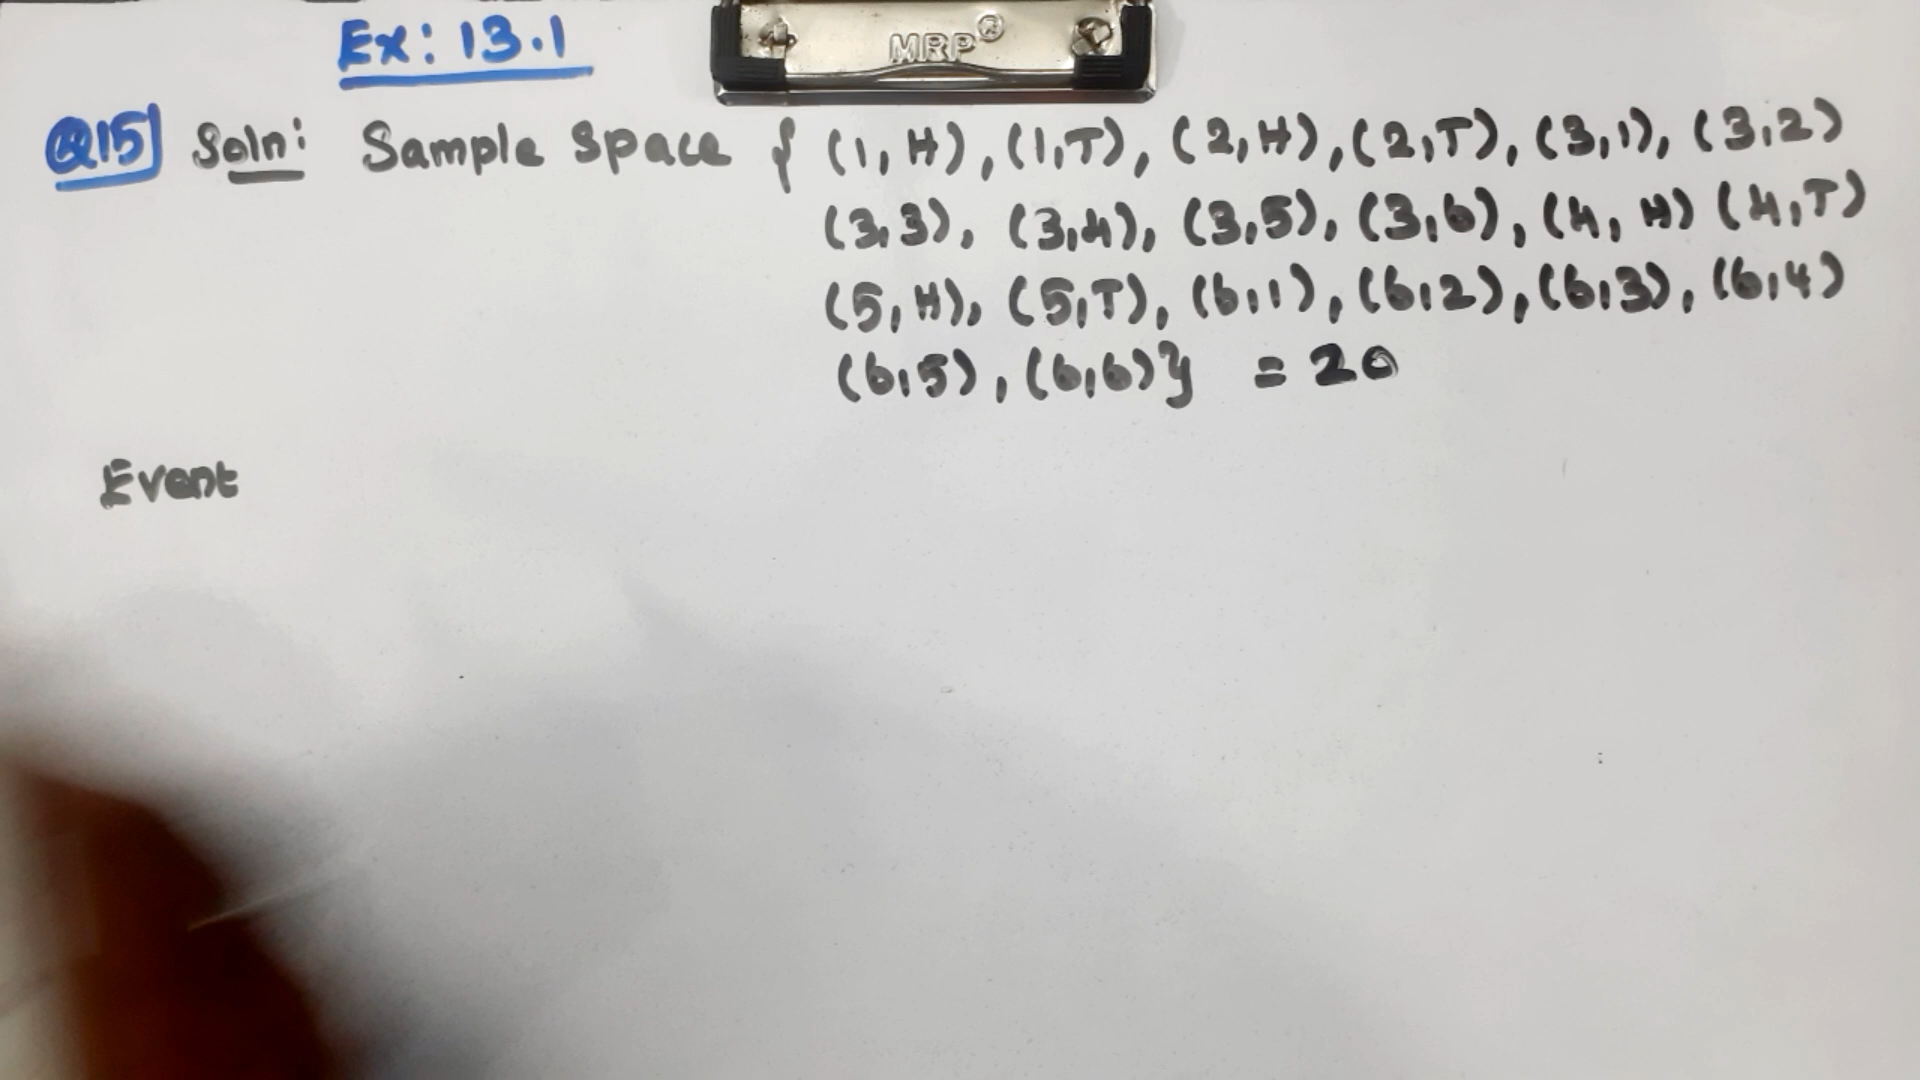 Ex: 13.1
MRP®
Q15 Soln: Sample space { (1, H), (1,T), (2,H), (2,T), (3,1), (3,2)
(3,3), (3,4), (3,5), (3,6), (4, H) (4,T)
(5, H), (5,T), (6,1), (6,2), (6,3), (6,4)
(6,5), (6,6)} = 20
Event